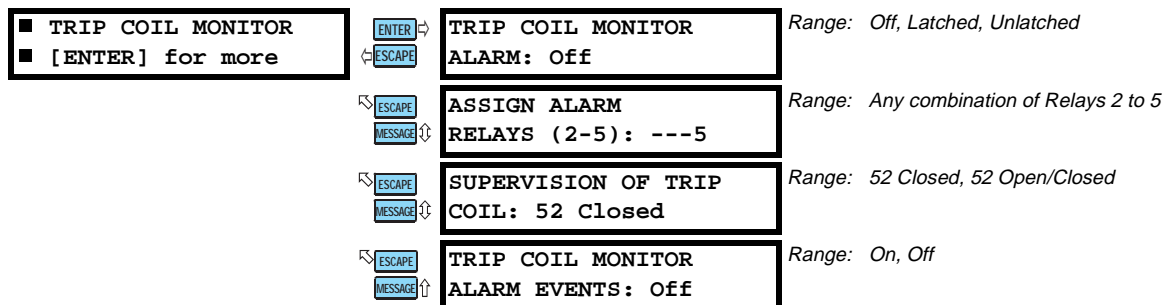 ■ TRIP COIL MONITOR
■ [ENTER] for more
ENTER ⇨
⇦ ESCAPE
TRIP COIL MONITOR
ALARM: Off
Range: Off, Latched, Unlatched
ESCAPE
MESSAGE
ASSIGN ALARM
RELAYS (2-5): ---5
Range: Any combination of Relays 2 to 5
ESCAPE
MESSAGE
SUPERVISION OF TRIP
COIL: 52 Closed
Range: 52 Closed, 52 Open/Closed
ESCAPE
MESSAGE
TRIP COIL MONITOR
ALARM EVENTS: Off
Range: On, Off